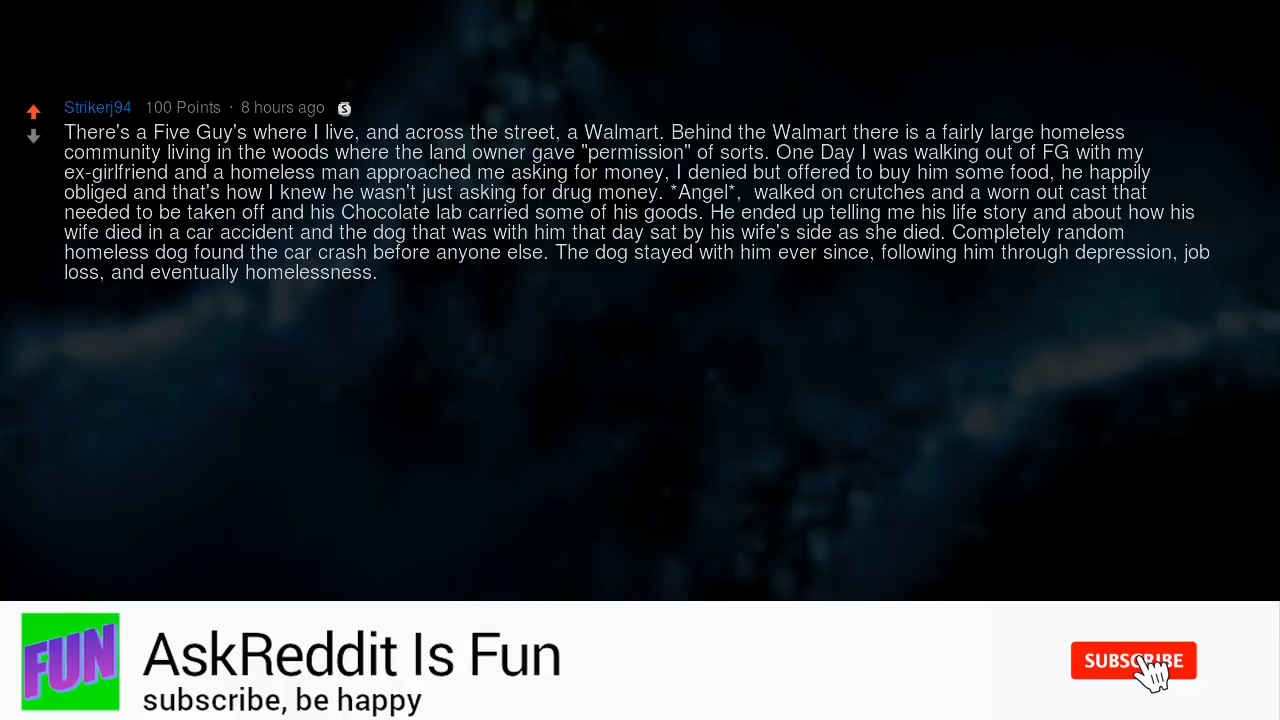 Strikerj94 100 Points · 8 hours ago S
There's a Five Guy's where I live, and across the street, a Walmart. Behind the Walmart there is a fairly large homeless
community living in the woods where the land owner gave "permission" of sorts. One Day I was walking out of FG with my
ex-girlfriend and a homeless man approached me asking for money, I denied but offered to buy him some food, he happily
obliged and that's how I knew he wasn't just asking for drug money. *Angel*,  walked on crutches and a worn out cast that
needed to be taken off and his Chocolate lab carried some of his goods. He ended up telling me his life story and about how his
wife died in a car accident and the dog that was with him that day sat by his wife's side as she died. Completely random
homeless dog found the car crash before anyone else. The dog stayed with him ever since, following him through depression, job
loss, and eventually homelessness.
FUN
AskReddit Is Fun
subscribe, be happy
SUBSCRIBE